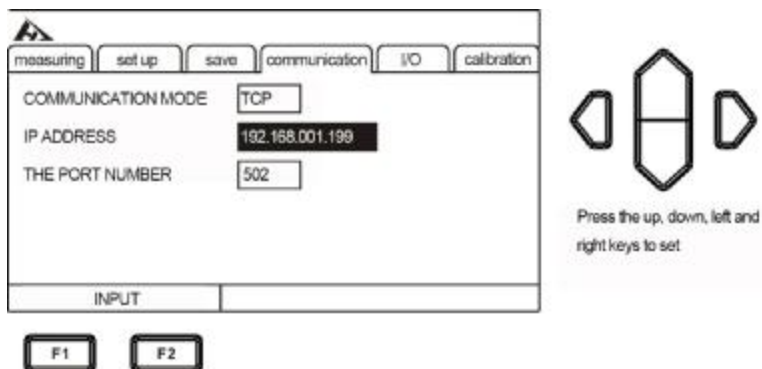 measuring set up save communication I/O calibration
COMMUNICATION MODE TCP
IP ADDRESS 192.168.001.199
THE PORT NUMBER 502
Press the up, down, left and
right keys to set
INPUT
F1 F2